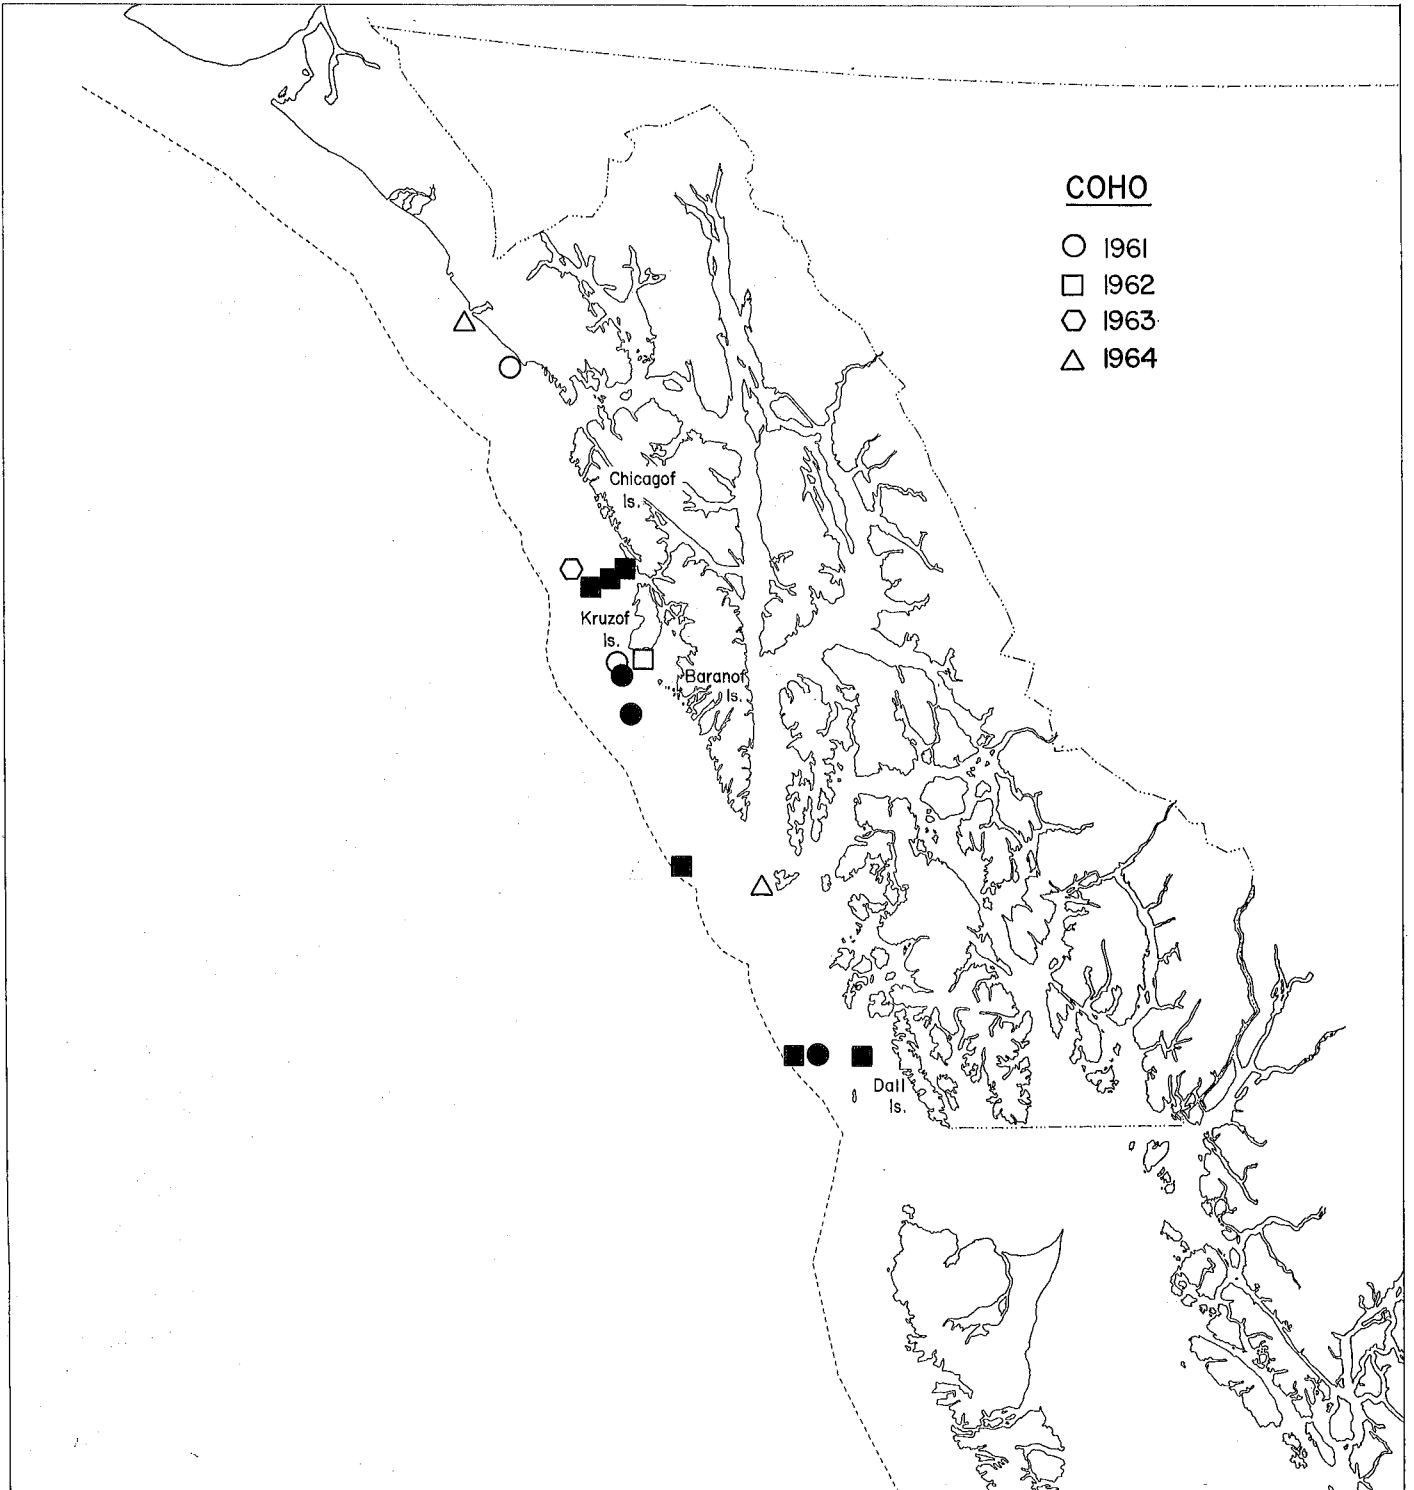 COHO
1961
1962
1963
1964
Chicagof
Is.
Kruzof
Is.
Baranof
Is.
Dall
Is.